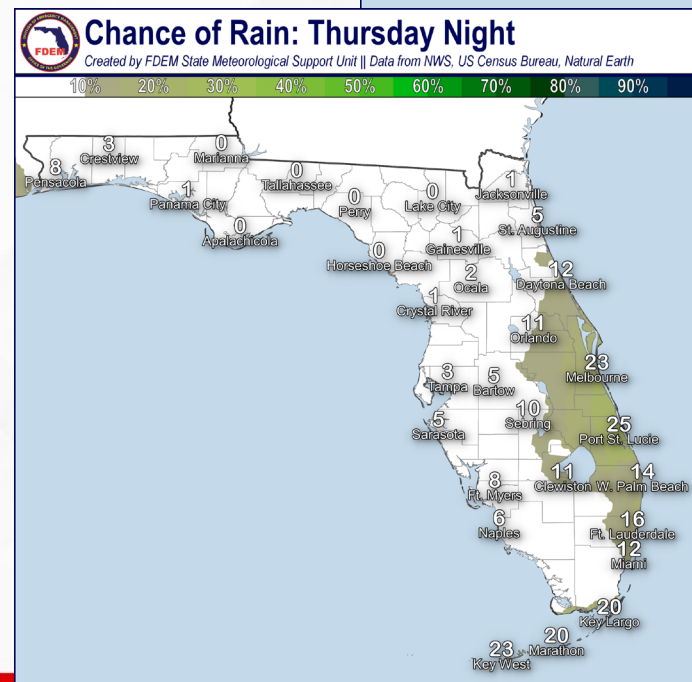 FDEM
Chance of Rain: Thursday Night
Created by FDEM State Meteorological Support Unit || Data from NWS, US Census Bureau, Natural Earth
10% 20% 30% 40% 50% 60% 70% 80% 90%
3
Crestview
0
Marianna
8
Pensacola
0
Tallahassee
1
Panama City
0
Perry
0
Lake City
1
Jacksonville
0
Apalachicola
5
St. Augustine
1
Gainesville
0
Horseshoe Beach
2
Ocala
12
Daytona Beach
1
Crystal River
11
Orlando
23
Melbourne
3
Tampa
5
Bartow
10
Sebring
5
Sarasota
25
Port St. Lucie
8
Ft. Myers
11
Clewiston
14
W. Palm Beach
6
Naples
16
Ft. Lauderdale
12
Miami
20
Key Largo
20
Marathon
23
Key West